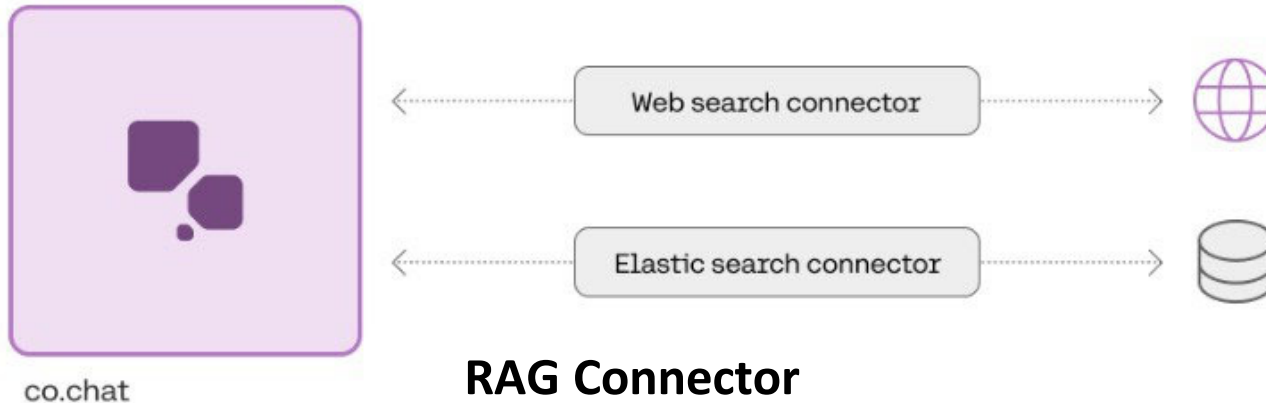 Web search connector
Elastic search connector
co.chat
RAG Connector